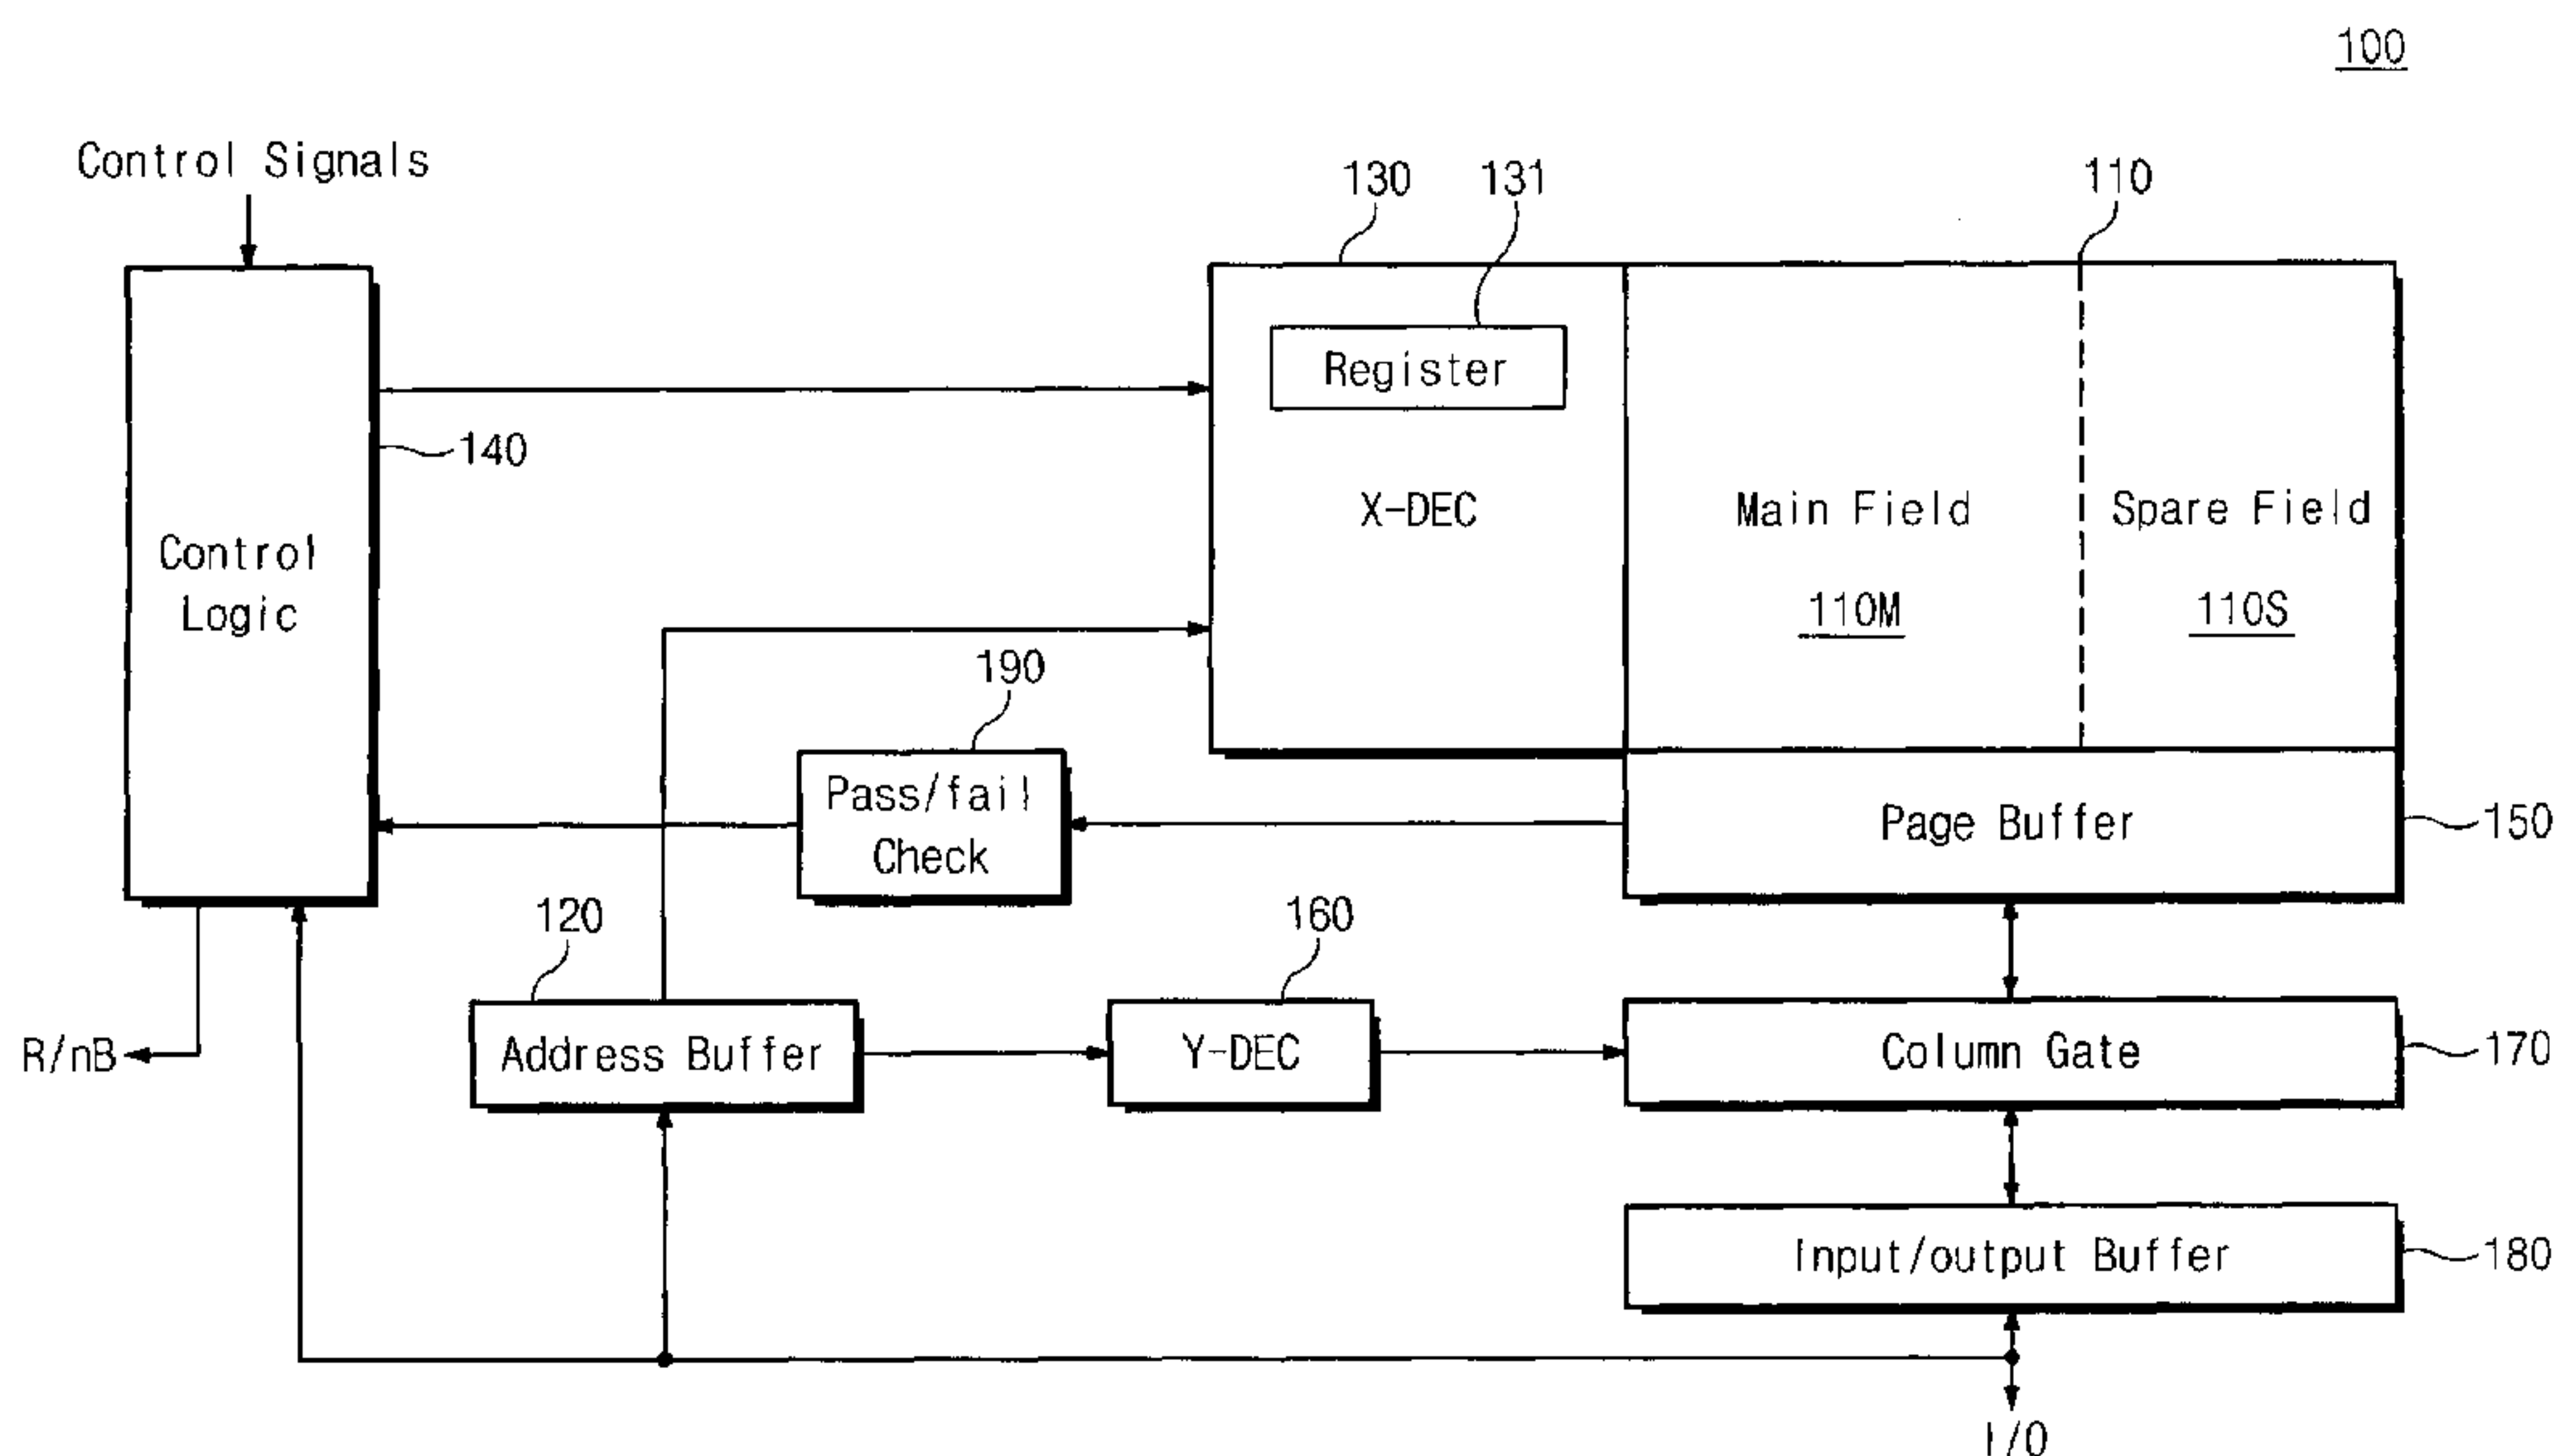 100
Control Signals
130
131
110
Register
140
X-DEC
Main Field
Spare Field
Control
Logic
110M
110S
190
Pass/fail
Check
Page Buffer
150
120
160
R/nB
Address Buffer
Y-DEC
Column Gate
170
Input/output Buffer
180
I/O